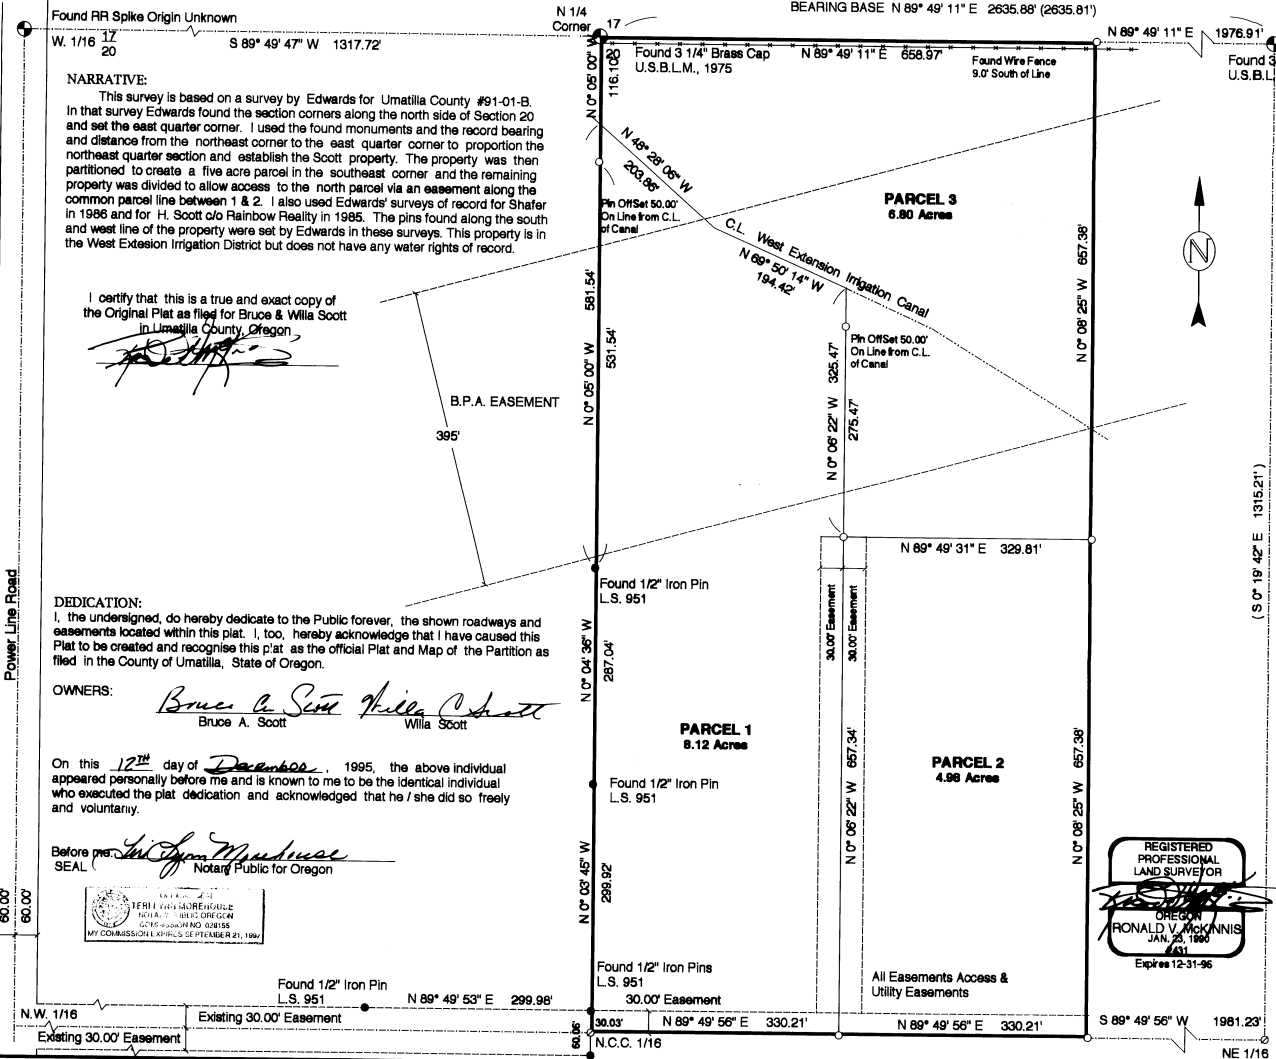 BEARING BASE N 89° 49' 11" E 2635.88' (2635.81')
Found RR Spike Origin Unknown
W. 1/16 17
20
S 89° 49' 47" W 1317.72'
N 1/4
Corner
17
20
Found 3 1/4" Brass Cap
U.S.B.L.M., 1975
N 89° 49' 11" E 658.97'
Found Wire Fence
9.0' South of Line
N 89° 49' 11" E 1976.91'
Found 3
U.S.B.L
NARRATIVE:
This survey is based on a survey by Edwards for Umatilla County #91-01-B.
In that survey Edwards found the section corners along the north side of Section 20
and set the east quarter corner. I used the found monuments and the record bearing
and distance from the northeast corner to the east quarter corner to proportion the
northeast quarter section and establish the Scott property. The property was then
partitioned to create a five acre parcel in the southeast corner and the remaining
property was divided to allow access to the north parcel via an easement along the
common parcel line between 1 & 2. I also used Edwards' surveys of record for Shafer
in 1986 and for H. Scott c/o Rainbow Reality in 1985. The pins found along the south
and west line of the property were set by Edwards in these surveys. This property is in
the West Extesion Irrigation District but does not have any water rights of record.
I certify that this is a true and exact copy of
the Original Plat as filed for Bruce & Willa Scott
in Umatilla County, Oregon
N 0° 05' 00" W
116.10'
N 48° 28' 06" W
203.86'
Pin OffSet 50.00'
On Line from C.L.
of Canal
C.L. West Extension Irrigation Canal
N 69° 50' 14" W
194.42'
PARCEL 3
6.80 Acres
N
N 0° 08' 25" W 657.38'
Pin OffSet 50.00'
On Line from C.L.
of Canal
N 0° 05' 00" W 581.54'
531.54'
N 0° 06' 22" W 325.47'
275.47'
B.P.A. EASEMENT
395'
(S 0° 19' 42" E 1315.21')
N 89° 49' 31" E 329.81'
Found 1/2" Iron Pin
L.S. 951
30.00' Easement
30.00' Easement
Power Line Road
DEDICATION:
I, the undersigned, do hereby dedicate to the Public forever, the shown roadways and
easements located within this plat. I, too, hereby acknowledge that I have caused this
Plat to be created and recognise this plat as the official Plat and Map of the Partition as
filed in the County of Umatilla, State of Oregon.
OWNERS:
Bruce A. Scott Willa C Scott
Bruce A. Scott
Willa Scott
N 0° 04' 36" W
287.04'
PARCEL 1
8.12 Acres
N 0° 06' 22" W 657.34'
PARCEL 2
4.98 Acres
N 0° 08' 25" W 657.38'
On this 12TH day of December, 1995, the above individual
appeared personally before me and is known to me to be the identical individual
who executed the plat dedication and acknowledged that he / she did so freely
and voluntarily.
Found 1/2" Iron Pin
L.S. 951
Before me: Teri Lynn Morehouse
SEAL
Notary Public for Oregon
OFFICIAL SEAL
TERI LYNN MOREHOUSE
NOTARY PUBLIC OREGON
COMMISSION NO. 028155
MY COMMISSION EXPIRES SEPTEMBER 21, 1997
N 0° 03' 45" W
299.92'
REGISTERED
PROFESSIONAL
LAND SURVEYOR
OREGON
RONALD V. McKINNIS
JAN. 23, 1990
2431
Expires 12-31-96
60.00'
60.00'
Found 1/2" Iron Pins
L.S. 951
30.00' Easement
All Easements Access &
Utility Easements
Found 1/2" Iron Pin
L.S. 951
N 89° 49' 53" E 299.98'
N.W. 1/16
Existing 30.00' Easement
Existing 30.00' Easement
60.06'
30.03'
N 89° 49' 56" E 330.21'
N 89° 49' 56" E 330.21'
S 89° 49' 56" W 1981.23'
N.C.C. 1/16
NE 1/16